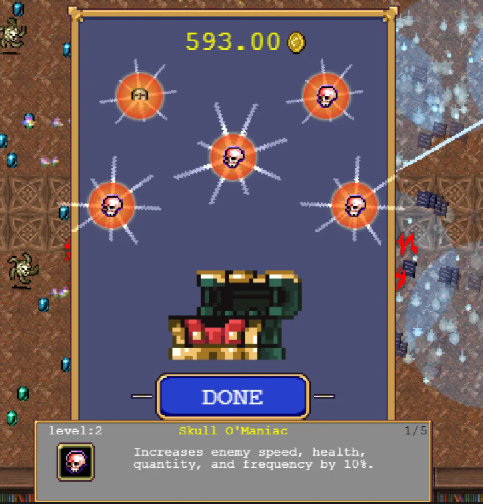 593.00
DONE
level:2 Skull O'Maniac 1/5
Increases enemy speed, health,
quantity, and frequency by 10%.